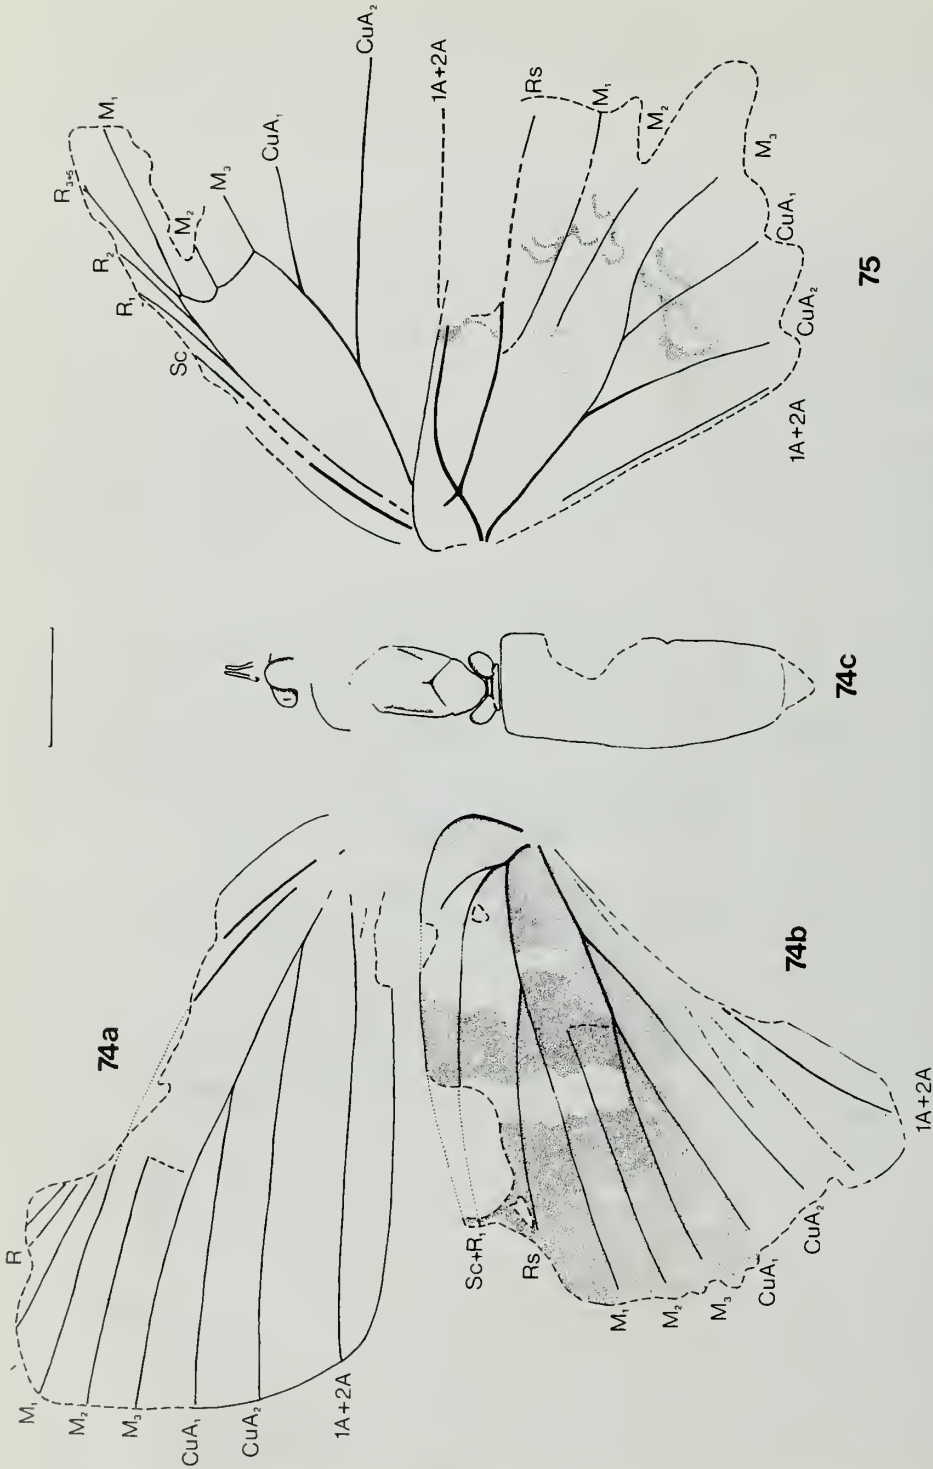 Sc
R₁
R₂
R₃₊₅
M₁
M₂
M₃
CuA₁
CuA₂
1A+2A
Rs
M₁
M₂
M₃
CuA₁
CuA₂
1A+2A
75
74c
74a
R
M₁
M₂
M₃
CuA₁
CuA₂
1A+2A
74b
Sc+R₁
Rs
M₁
M₂
M₃
CuA₁
CuA₂
1A+2A